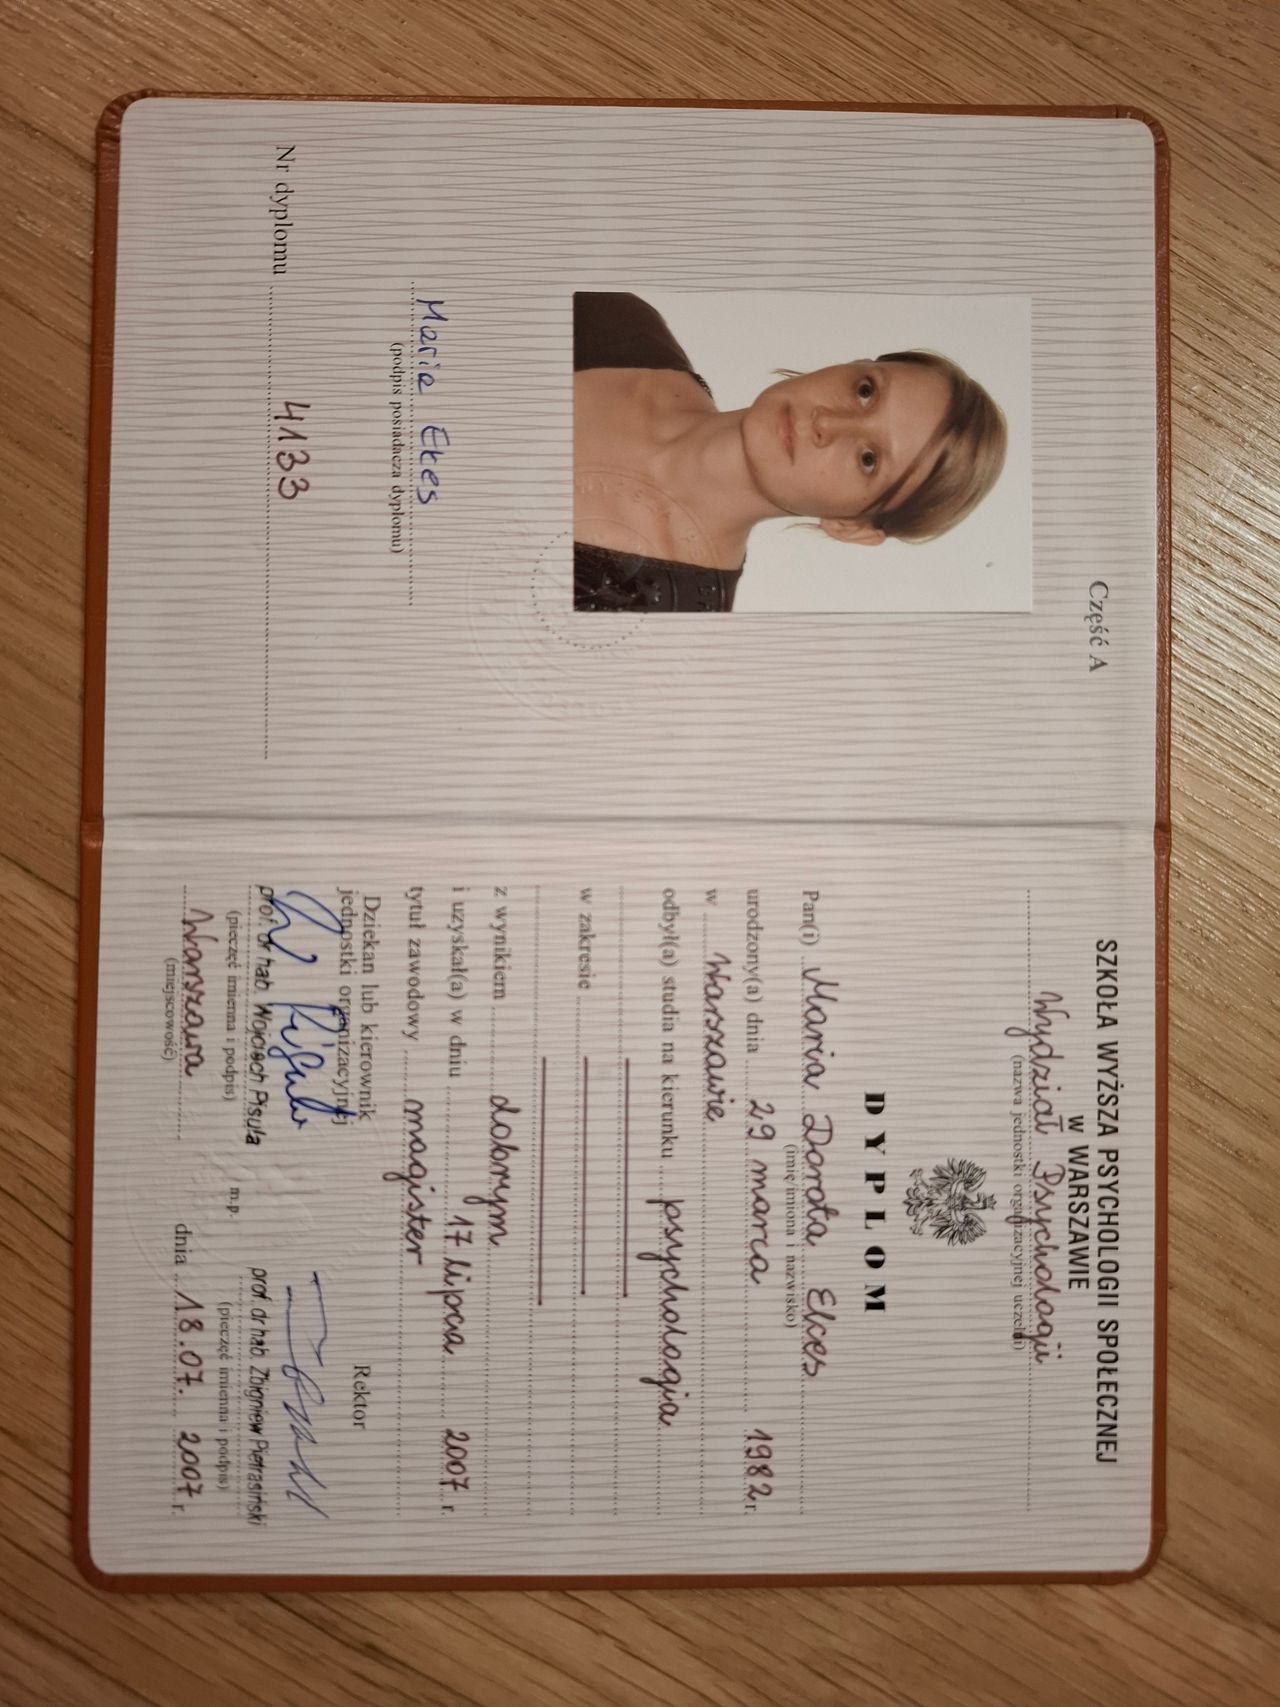 Część A
Maria Ekes
(podpis posiadacza dyplomu)
Nr dyplomu 4133
SZKOŁA WYŻSZA PSYCHOLOGII SPOŁECZNEJ
W WARSZAWIE
Wydział Psychologii
(nazwa jednostki organizacyjnej uczelni)
DYPLOM
Pan(i) Maria Dorota Ekes
(imię/imiona i nazwisko)
urodzony(a) dnia 29 marca 1982 r.
w Warszawie
odbył(a) studia na kierunku psychologia
w zakresie
z wynikiem dobrym
i uzyskał(a) w dniu 17 lipca 2007 r.
tytuł zawodowy magister
Dziekan lub kierownik
jednostki organizacyjnej
Rektor
prof. dr hab. Wojciech Pisula
prof. dr hab. Zbigniew Pietrasiński
(pieczęć imienna i podpis) m.p. (pieczęć imienna i podpis)
Warszawa dnia 18.07. 2007 r.
(miejscowość)